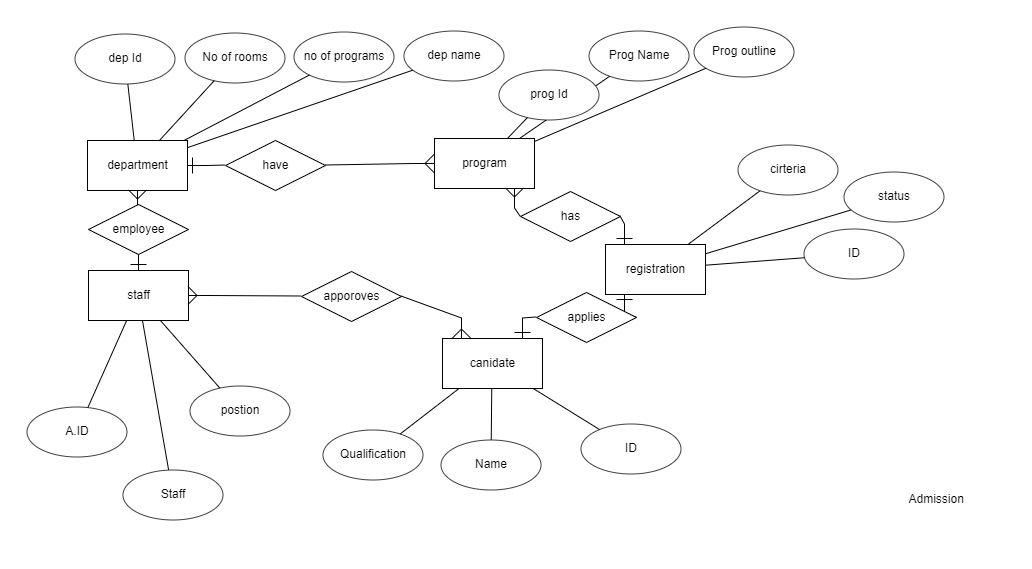 dep Id
No of rooms
no of programs
dep name
Prog Name
Prog outline
prog Id
department
have
program
cirteria
status
has
employee
ID
registration
staff
apporoves
applies
canidate
postion
A.ID
Qualification
Name
ID
Staff
Admission